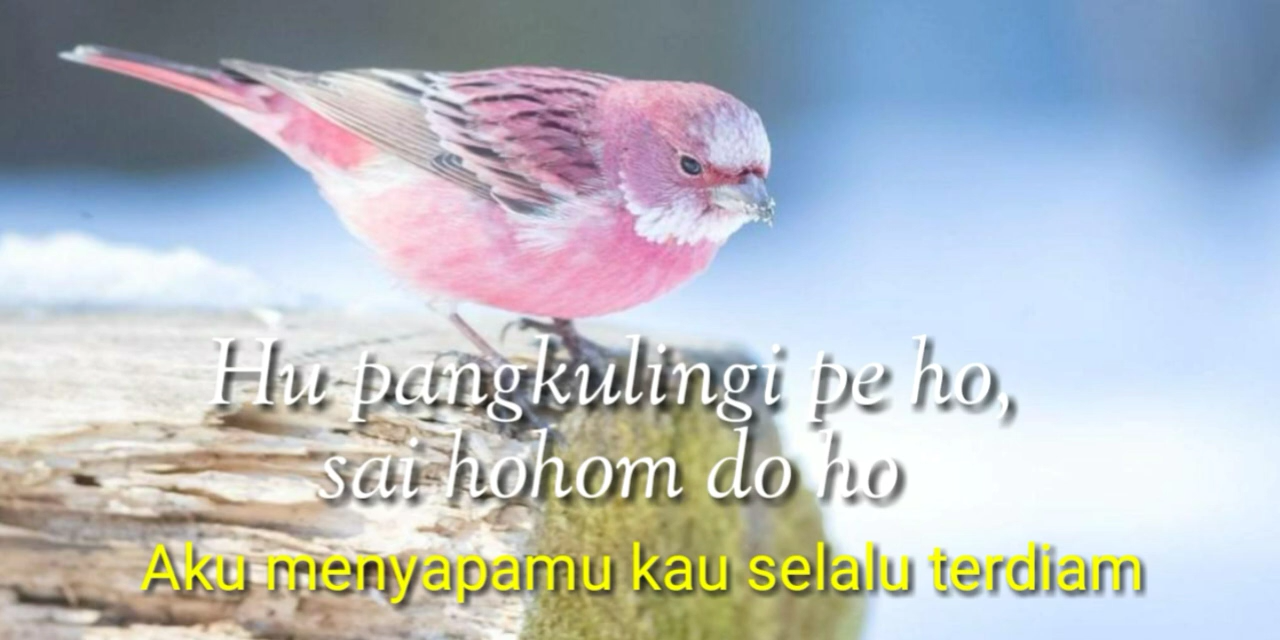 Hu pangkulingi pe ho,
sai hohom do ho
Aku menyapamu kau selalu terdiam